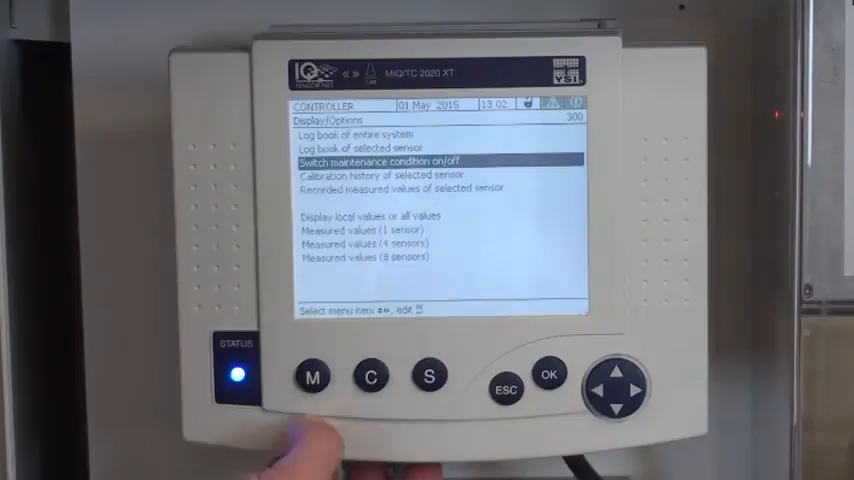 IQ
SENSOR NET
LAB
MIQ/TC 2020 XT
YSI
CONTROLLER 01 May 2015 13 02
Display/Options 300
Log book of entire system
Log book of selected sensor
Switch maintenance condition on/off
Calibration history of selected sensor
Recorded measured values of selected sensor
Display local values or all values
Measured values (1 sensor)
Measured values (4 sensors)
Measured values (8 sensors)
Select menu item , edit
STATUS
M C S ESC OK